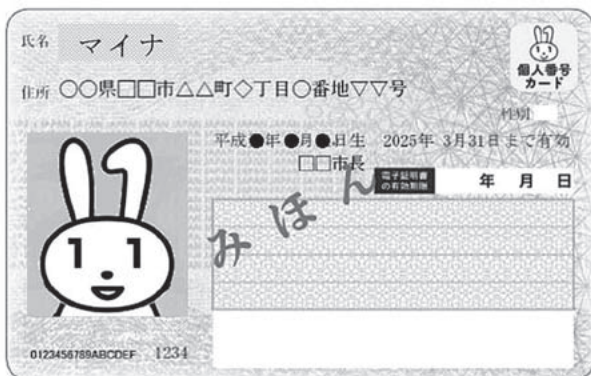 氏名 マイナ
個人番号
カード
住所 ○○県□□市△△町◇丁目○番地▽▽号
性別
平成●年●月●日生 2025年 3月31日まで有効
□□市長
電子証明書
の有効期限
年 月 日
みほん
1 1
0123456789ABCDEF 1234